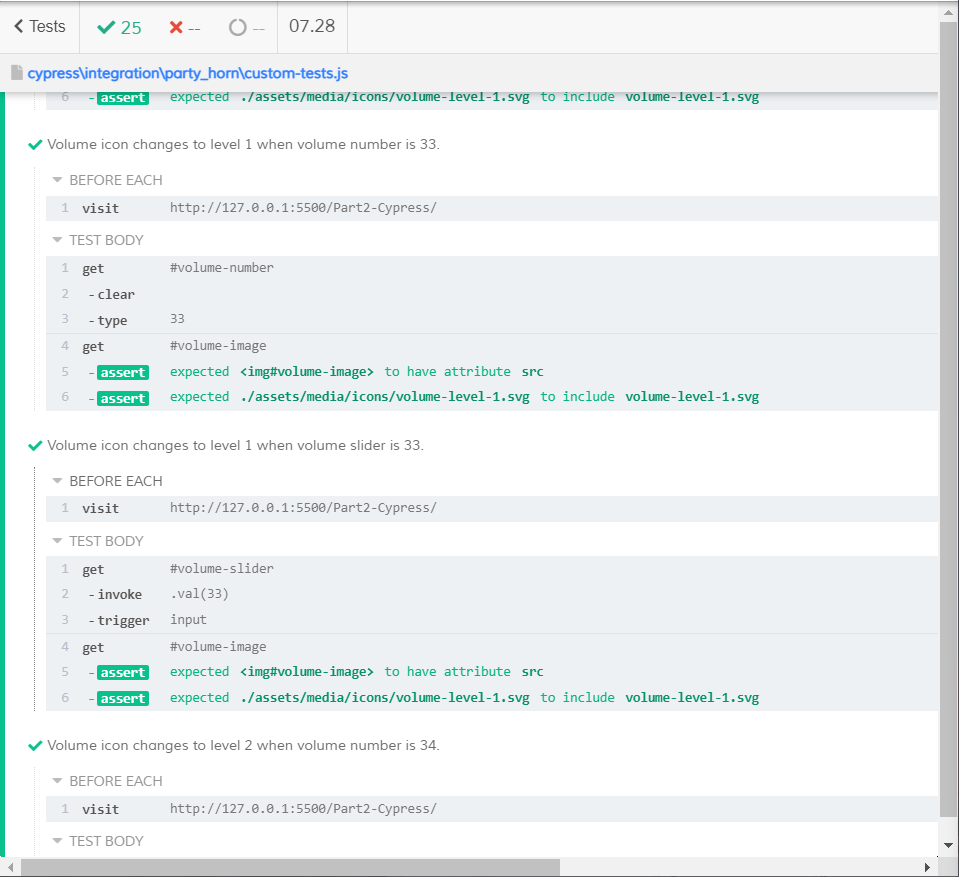 Tests 25 -- -- 07.28
cypress\integration\party_horn\custom-tests.js
6 -assert expected ./assets/media/icons/volume-level-1.svg to include volume-level-1.svg
Volume icon changes to level 1 when volume number is 33.
BEFORE EACH
1 visit http://127.0.0.1:5500/Part2-Cypress/
TEST BODY
1 get #volume-number
2 -clear
3 -type 33
4 get #volume-image
5 -assert expected <img#volume-image> to have attribute src
6 -assert expected ./assets/media/icons/volume-level-1.svg to include volume-level-1.svg
Volume icon changes to level 1 when volume slider is 33.
BEFORE EACH
1 visit http://127.0.0.1:5500/Part2-Cypress/
TEST BODY
1 get #volume-slider
2 -invoke .val(33)
3 -trigger input
4 get #volume-image
5 -assert expected <img#volume-image> to have attribute src
6 -assert expected ./assets/media/icons/volume-level-1.svg to include volume-level-1.svg
Volume icon changes to level 2 when volume number is 34.
BEFORE EACH
1 visit http://127.0.0.1:5500/Part2-Cypress/
TEST BODY